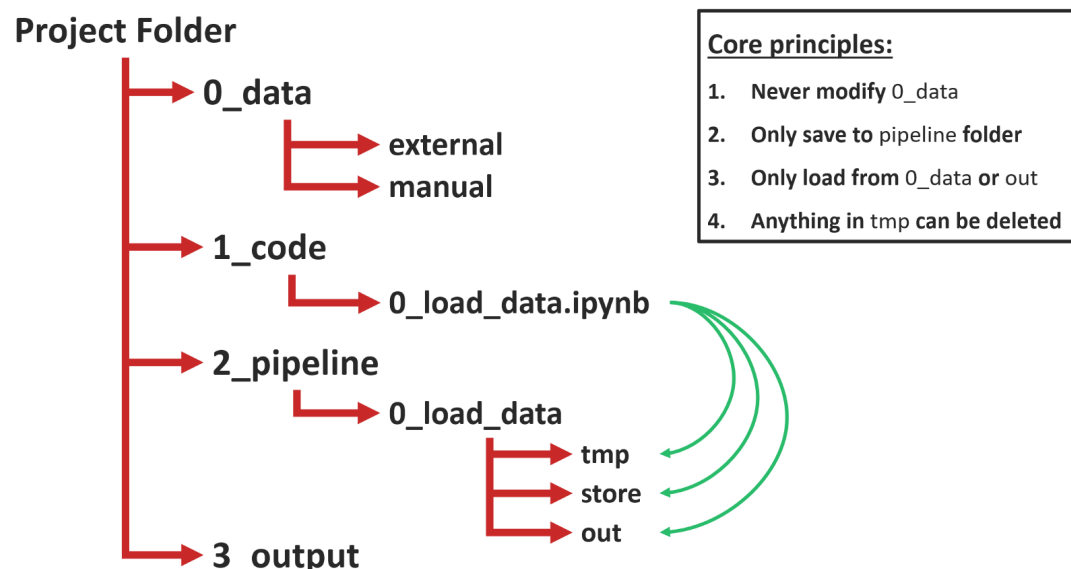 Project Folder
0_data
external
manual
1_code
0_load_data.ipynb
2_pipeline
0_load_data
tmp
store
out
3_output
Core principles:
1. Never modify 0_data
2. Only save to pipeline folder
3. Only load from 0_data or out
4. Anything in tmp can be deleted